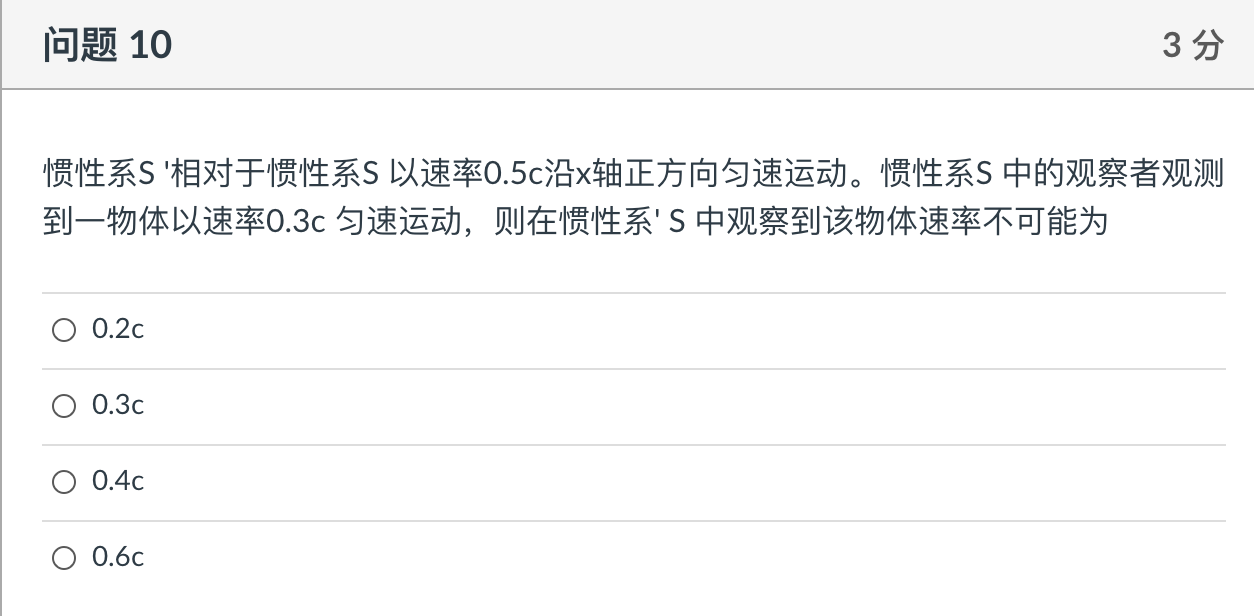 问题 10
3 分
惯性系S '相对于惯性系S 以速率0.5c沿x轴正方向匀速运动。惯性系S 中的观察者观测
到一物体以速率0.3c 匀速运动，则在惯性系' S 中观察到该物体速率不可能为
0.2c
0.3c
0.4c
0.6c